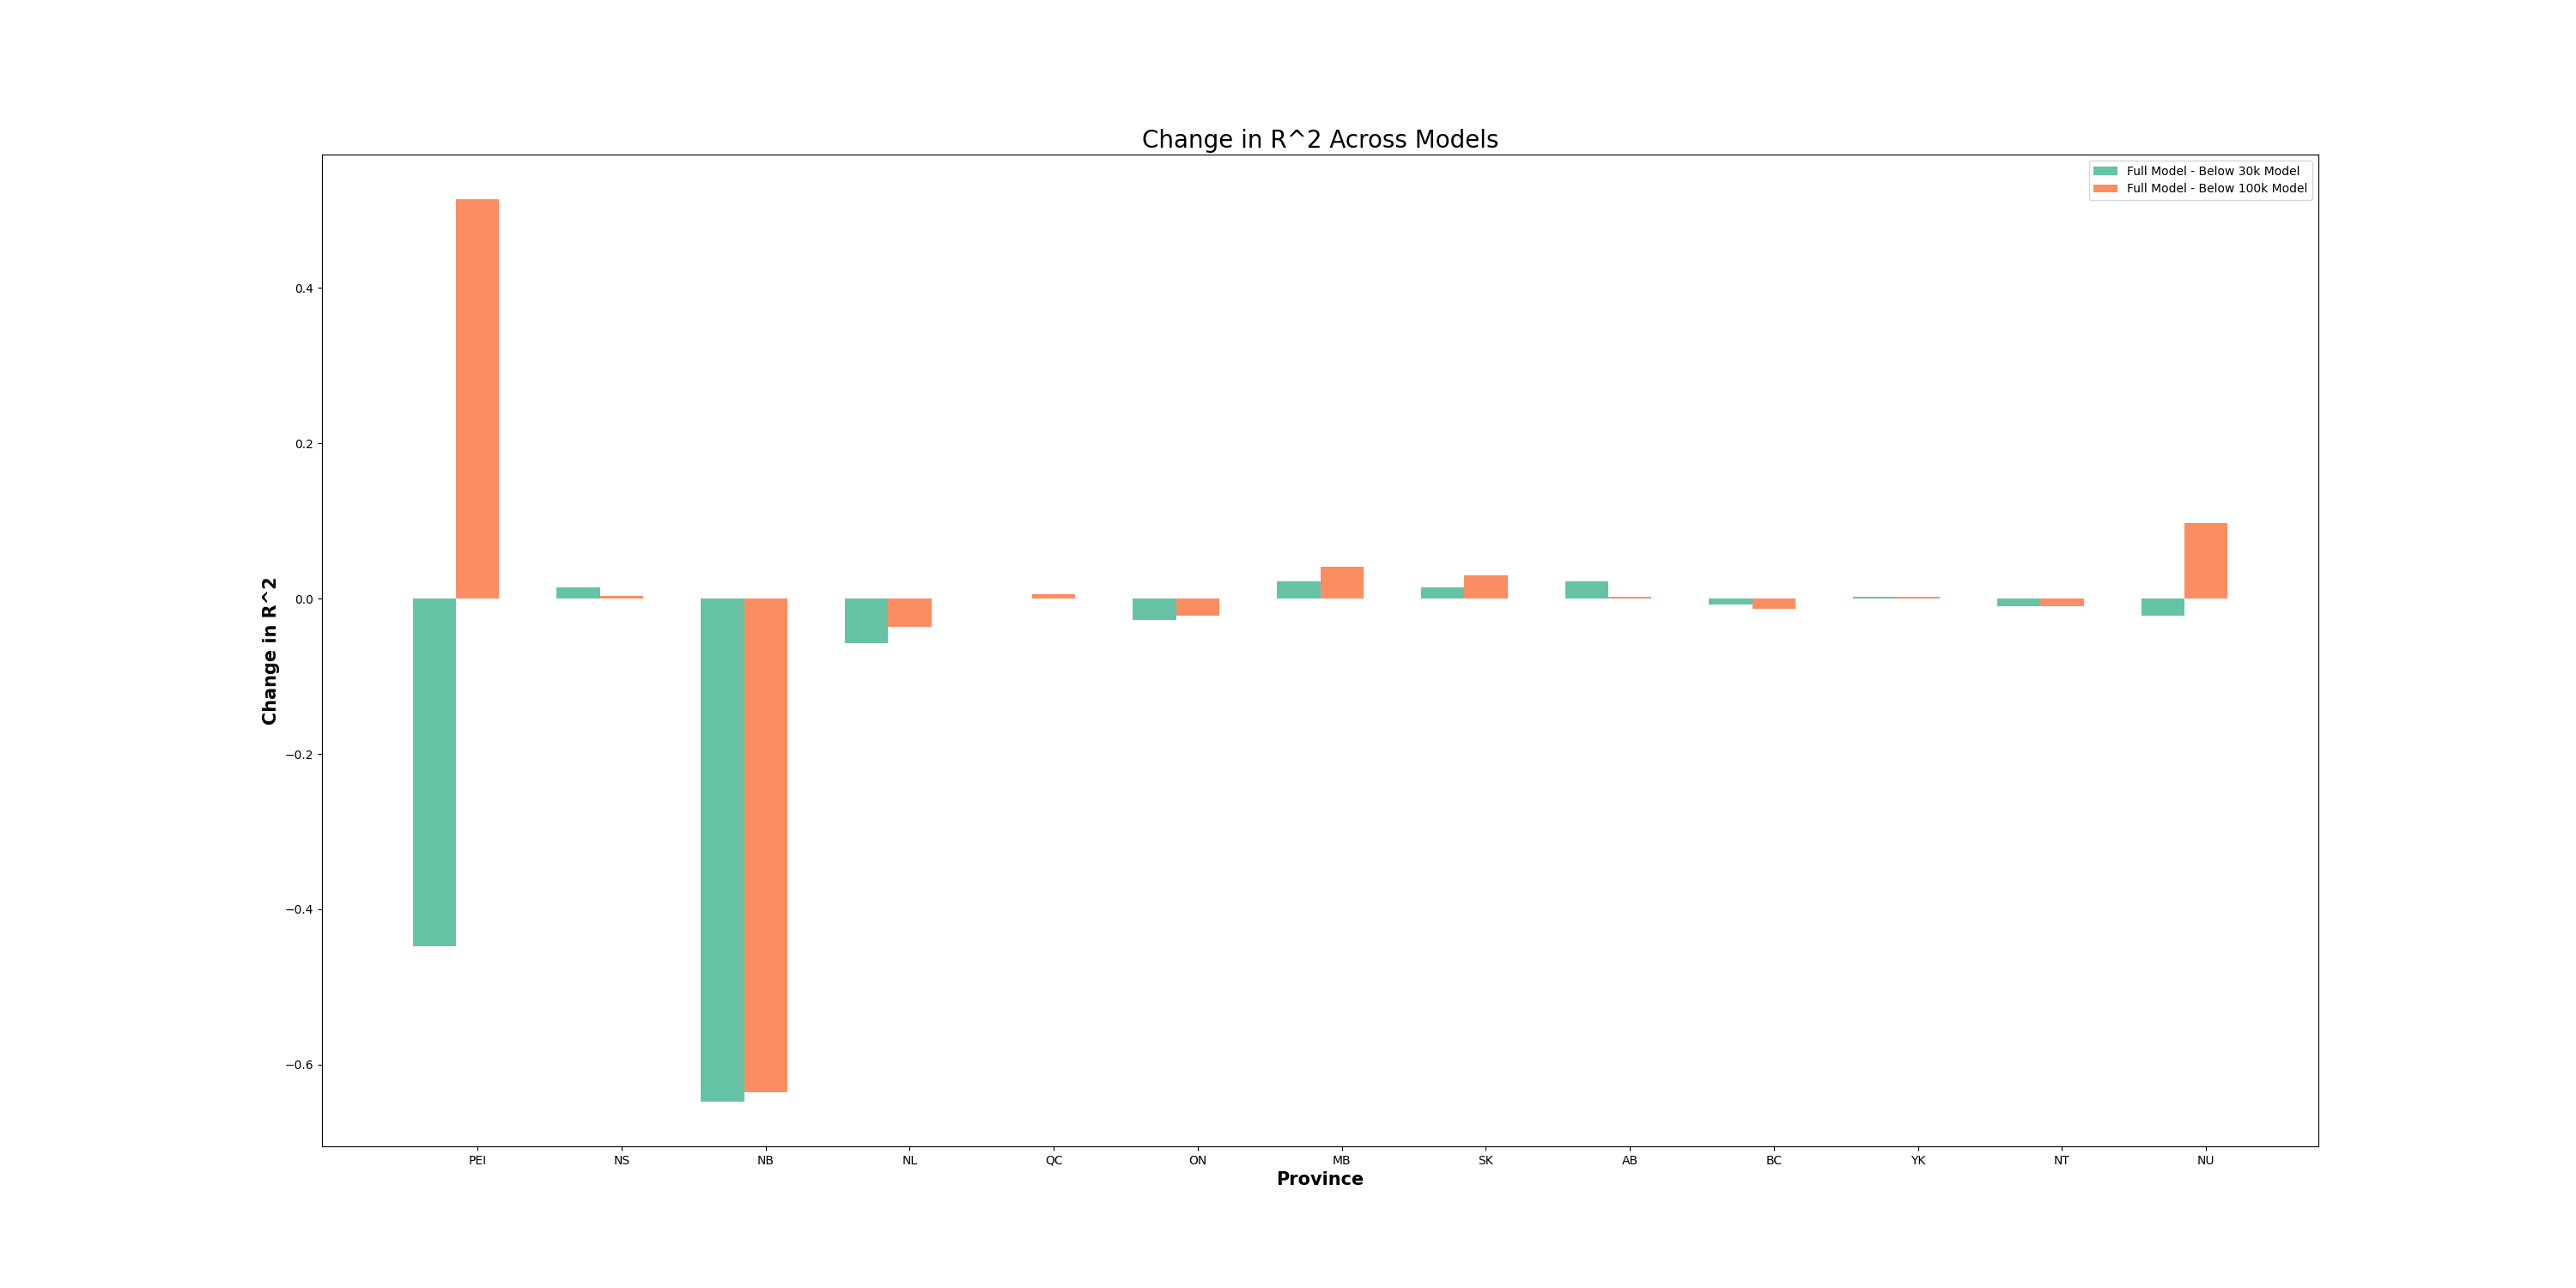 Change in R^2 Across Models
Full Model - Below 30k Model
Full Model - Below 100k Model
Change in R^2
0.4
0.2
0.0
−0.2
−0.4
−0.6
PEI NS NB NL QC ON MB SK AB BC YK NT NU
Province